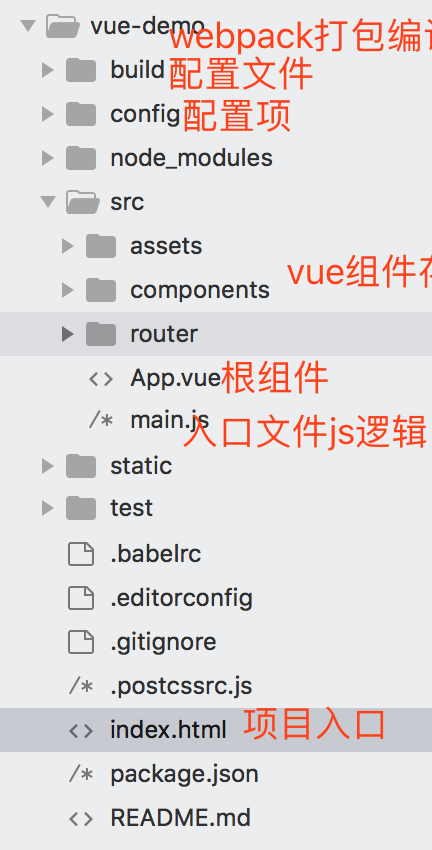 vue-demo
webpack打包编
build 配置文件
config 配置项
node_modules
src
assets
vue组件
components
router
App.vue 根组件
main.js 入口文件js逻辑
static
test
.babelrc
.editorconfig
.gitignore
.postcssrc.js
index.html 项目入口
package.json
README.md